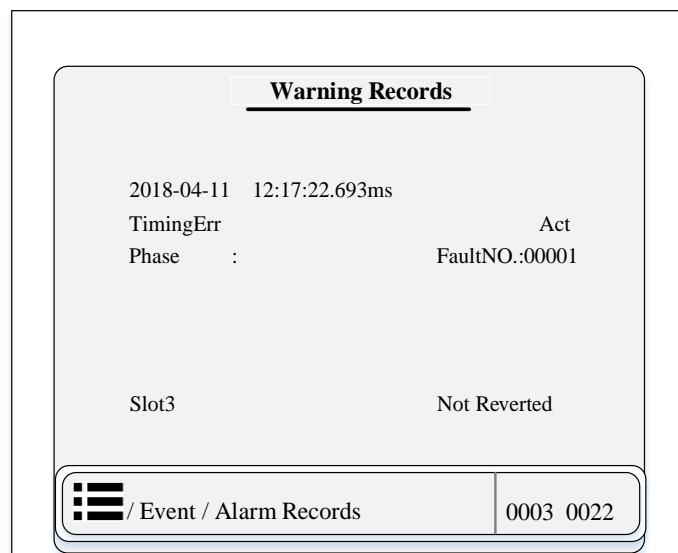 Warning Records
2018-04-11 12:17:22.693ms
TimingErr Act
Phase : FaultNO.:00001
Slot3 Not Reverted
/ Event / Alarm Records 0003 0022